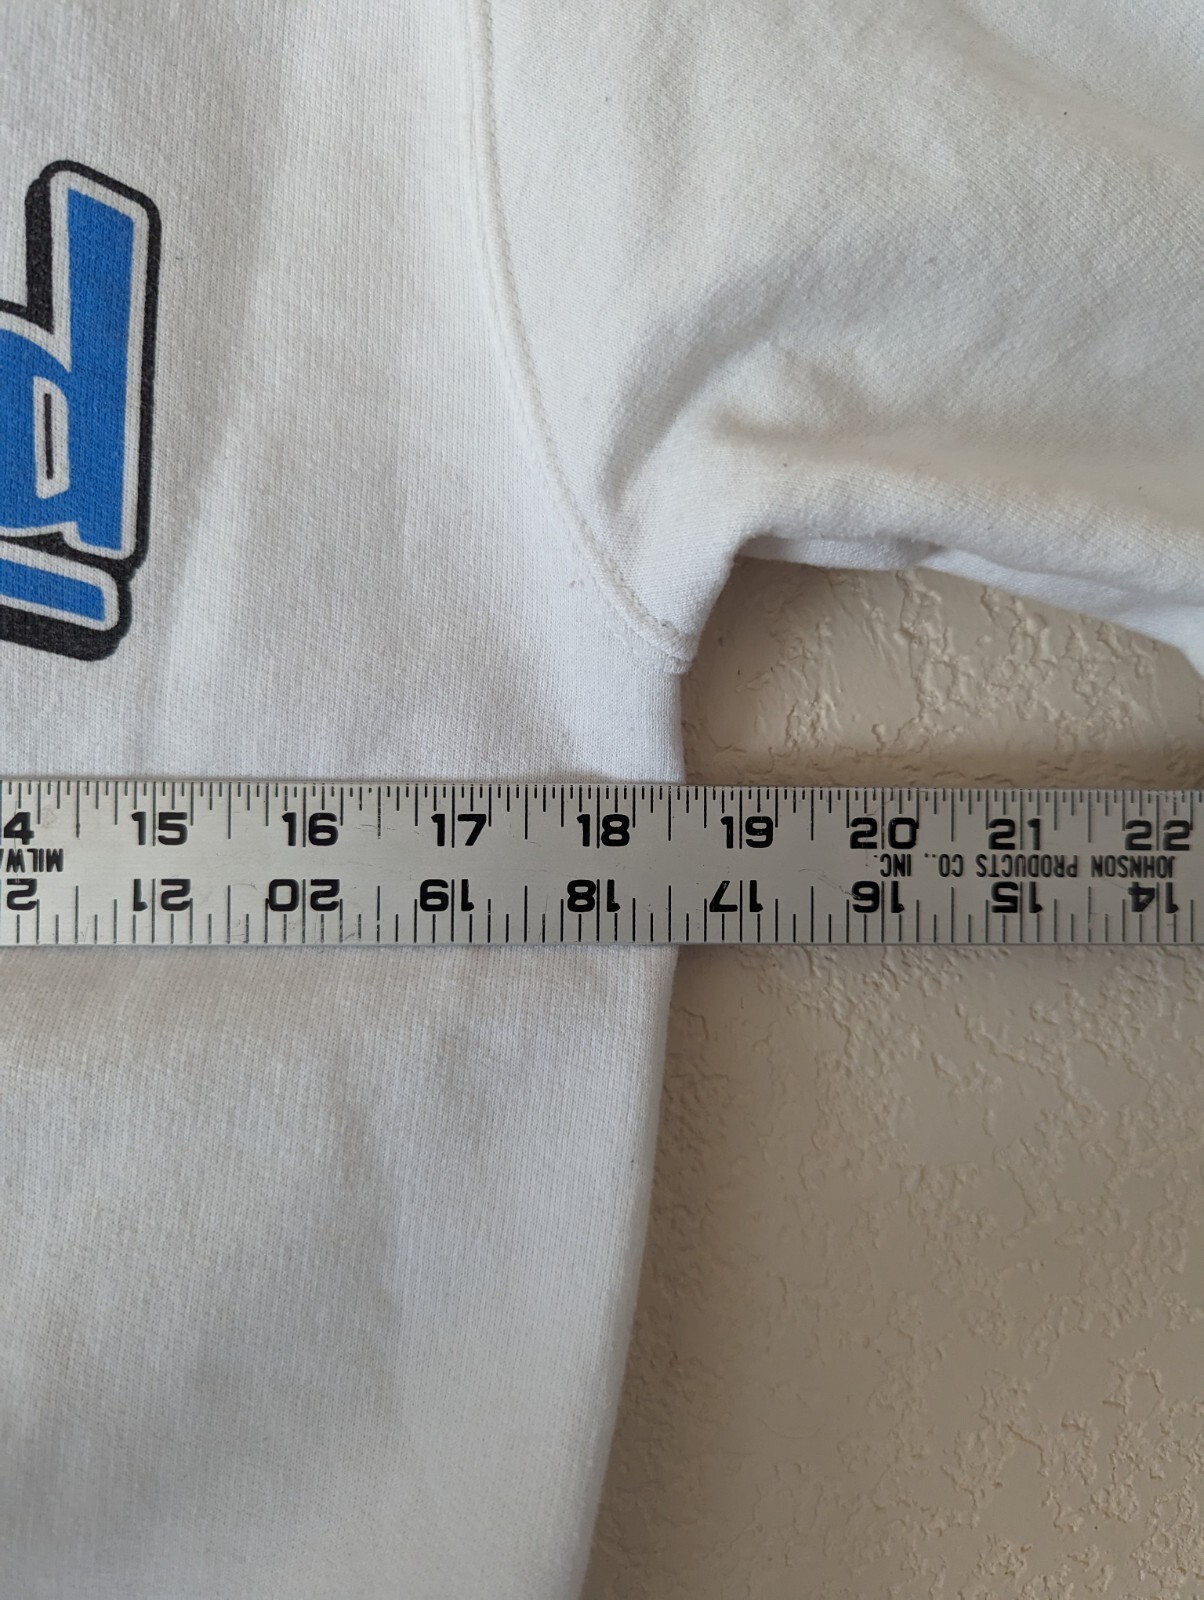 4 15 16 17 18 19 20 21 22
MILW
JOHNSON PRODUCTS CO., INC.
2 21 20 19 18 17 16 15 14